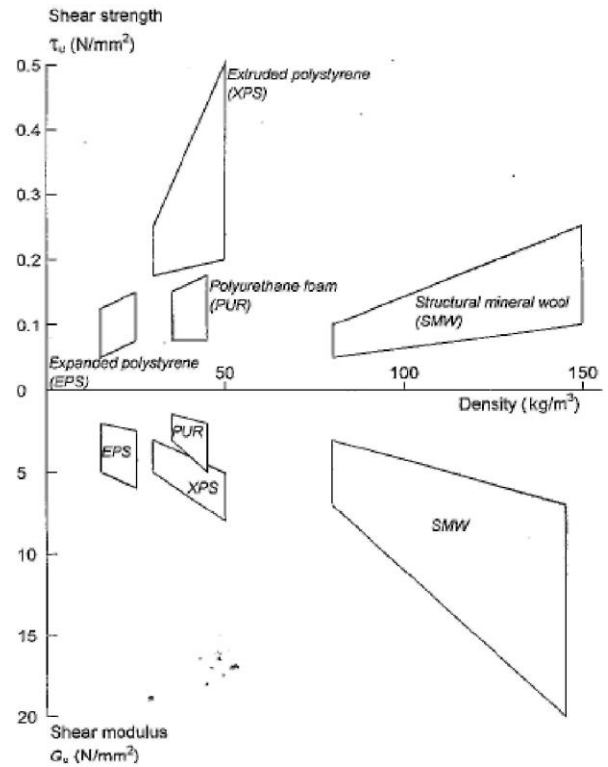 Shear strength
τu (N/mm²)
0.5
Extruded polystyrene
(XPS)
0.4
0.3
0.2
Polyurethane foam
(PUR)
Structural mineral wool
(SMW)
0.1
Expanded polystyrene
(EPS)
0
50
100
150
Density (kg/m³)
PUR
EPS
5
XPS
SMW
10
15
20
Shear modulus
Gu (N/mm²)